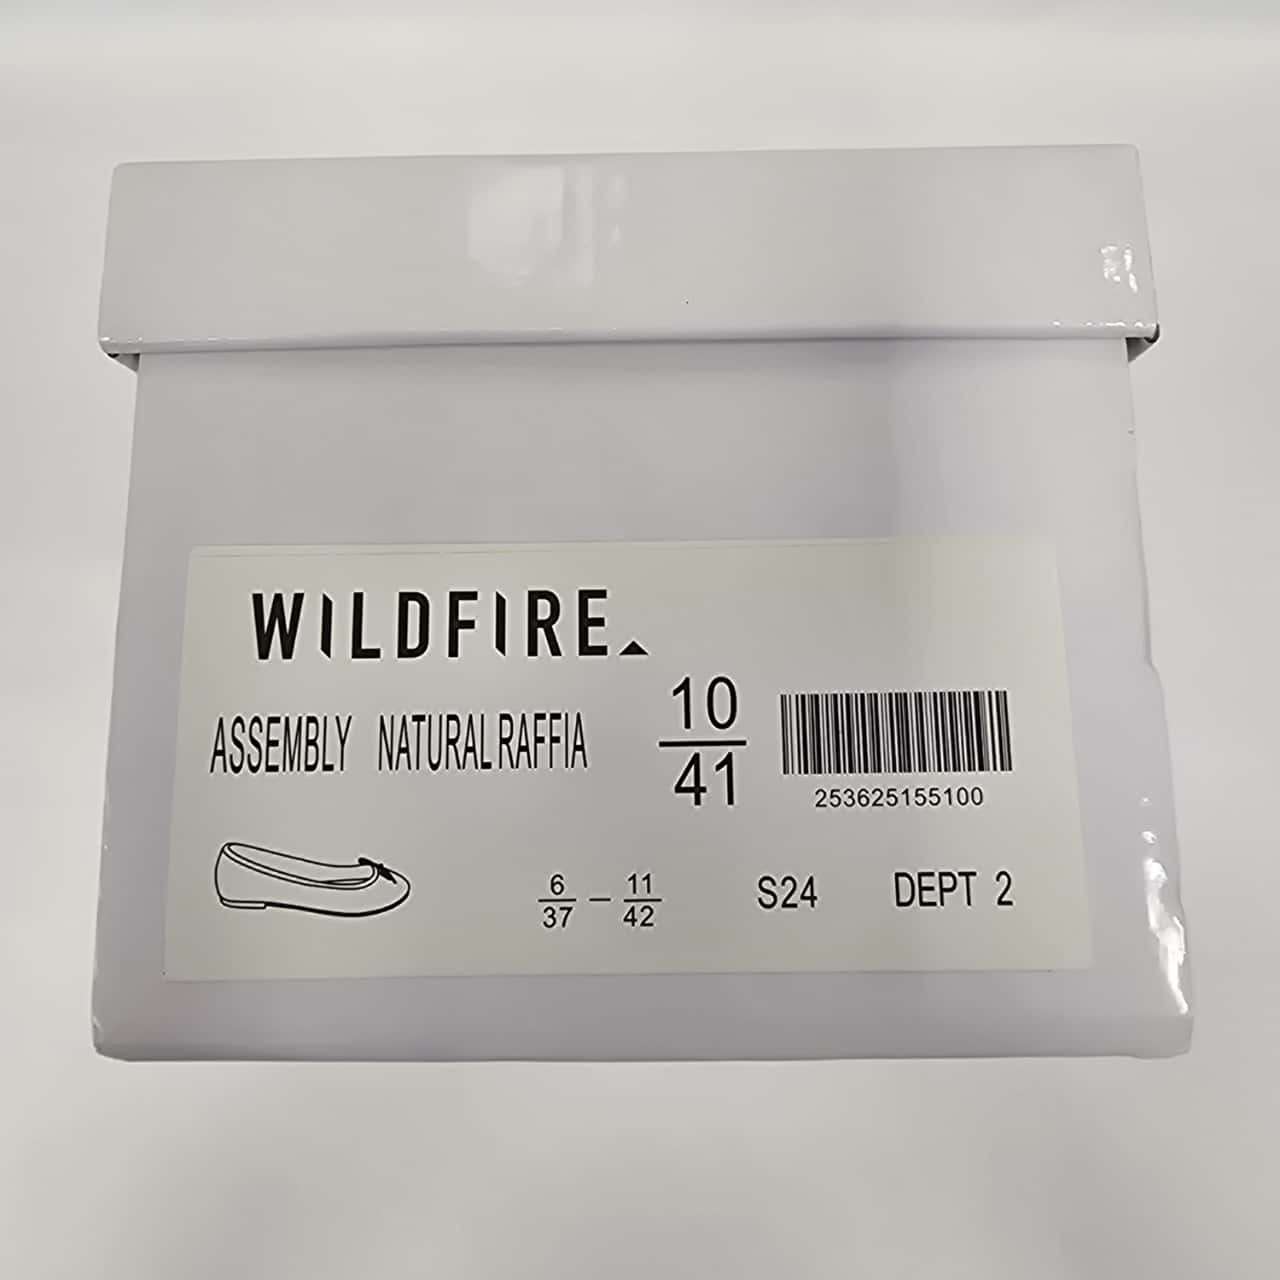 WILDFIRE
ASSEMBLY NATURAL RAFFIA
10
41
253625155100
6
37
–
11
42
S24
DEPT 2